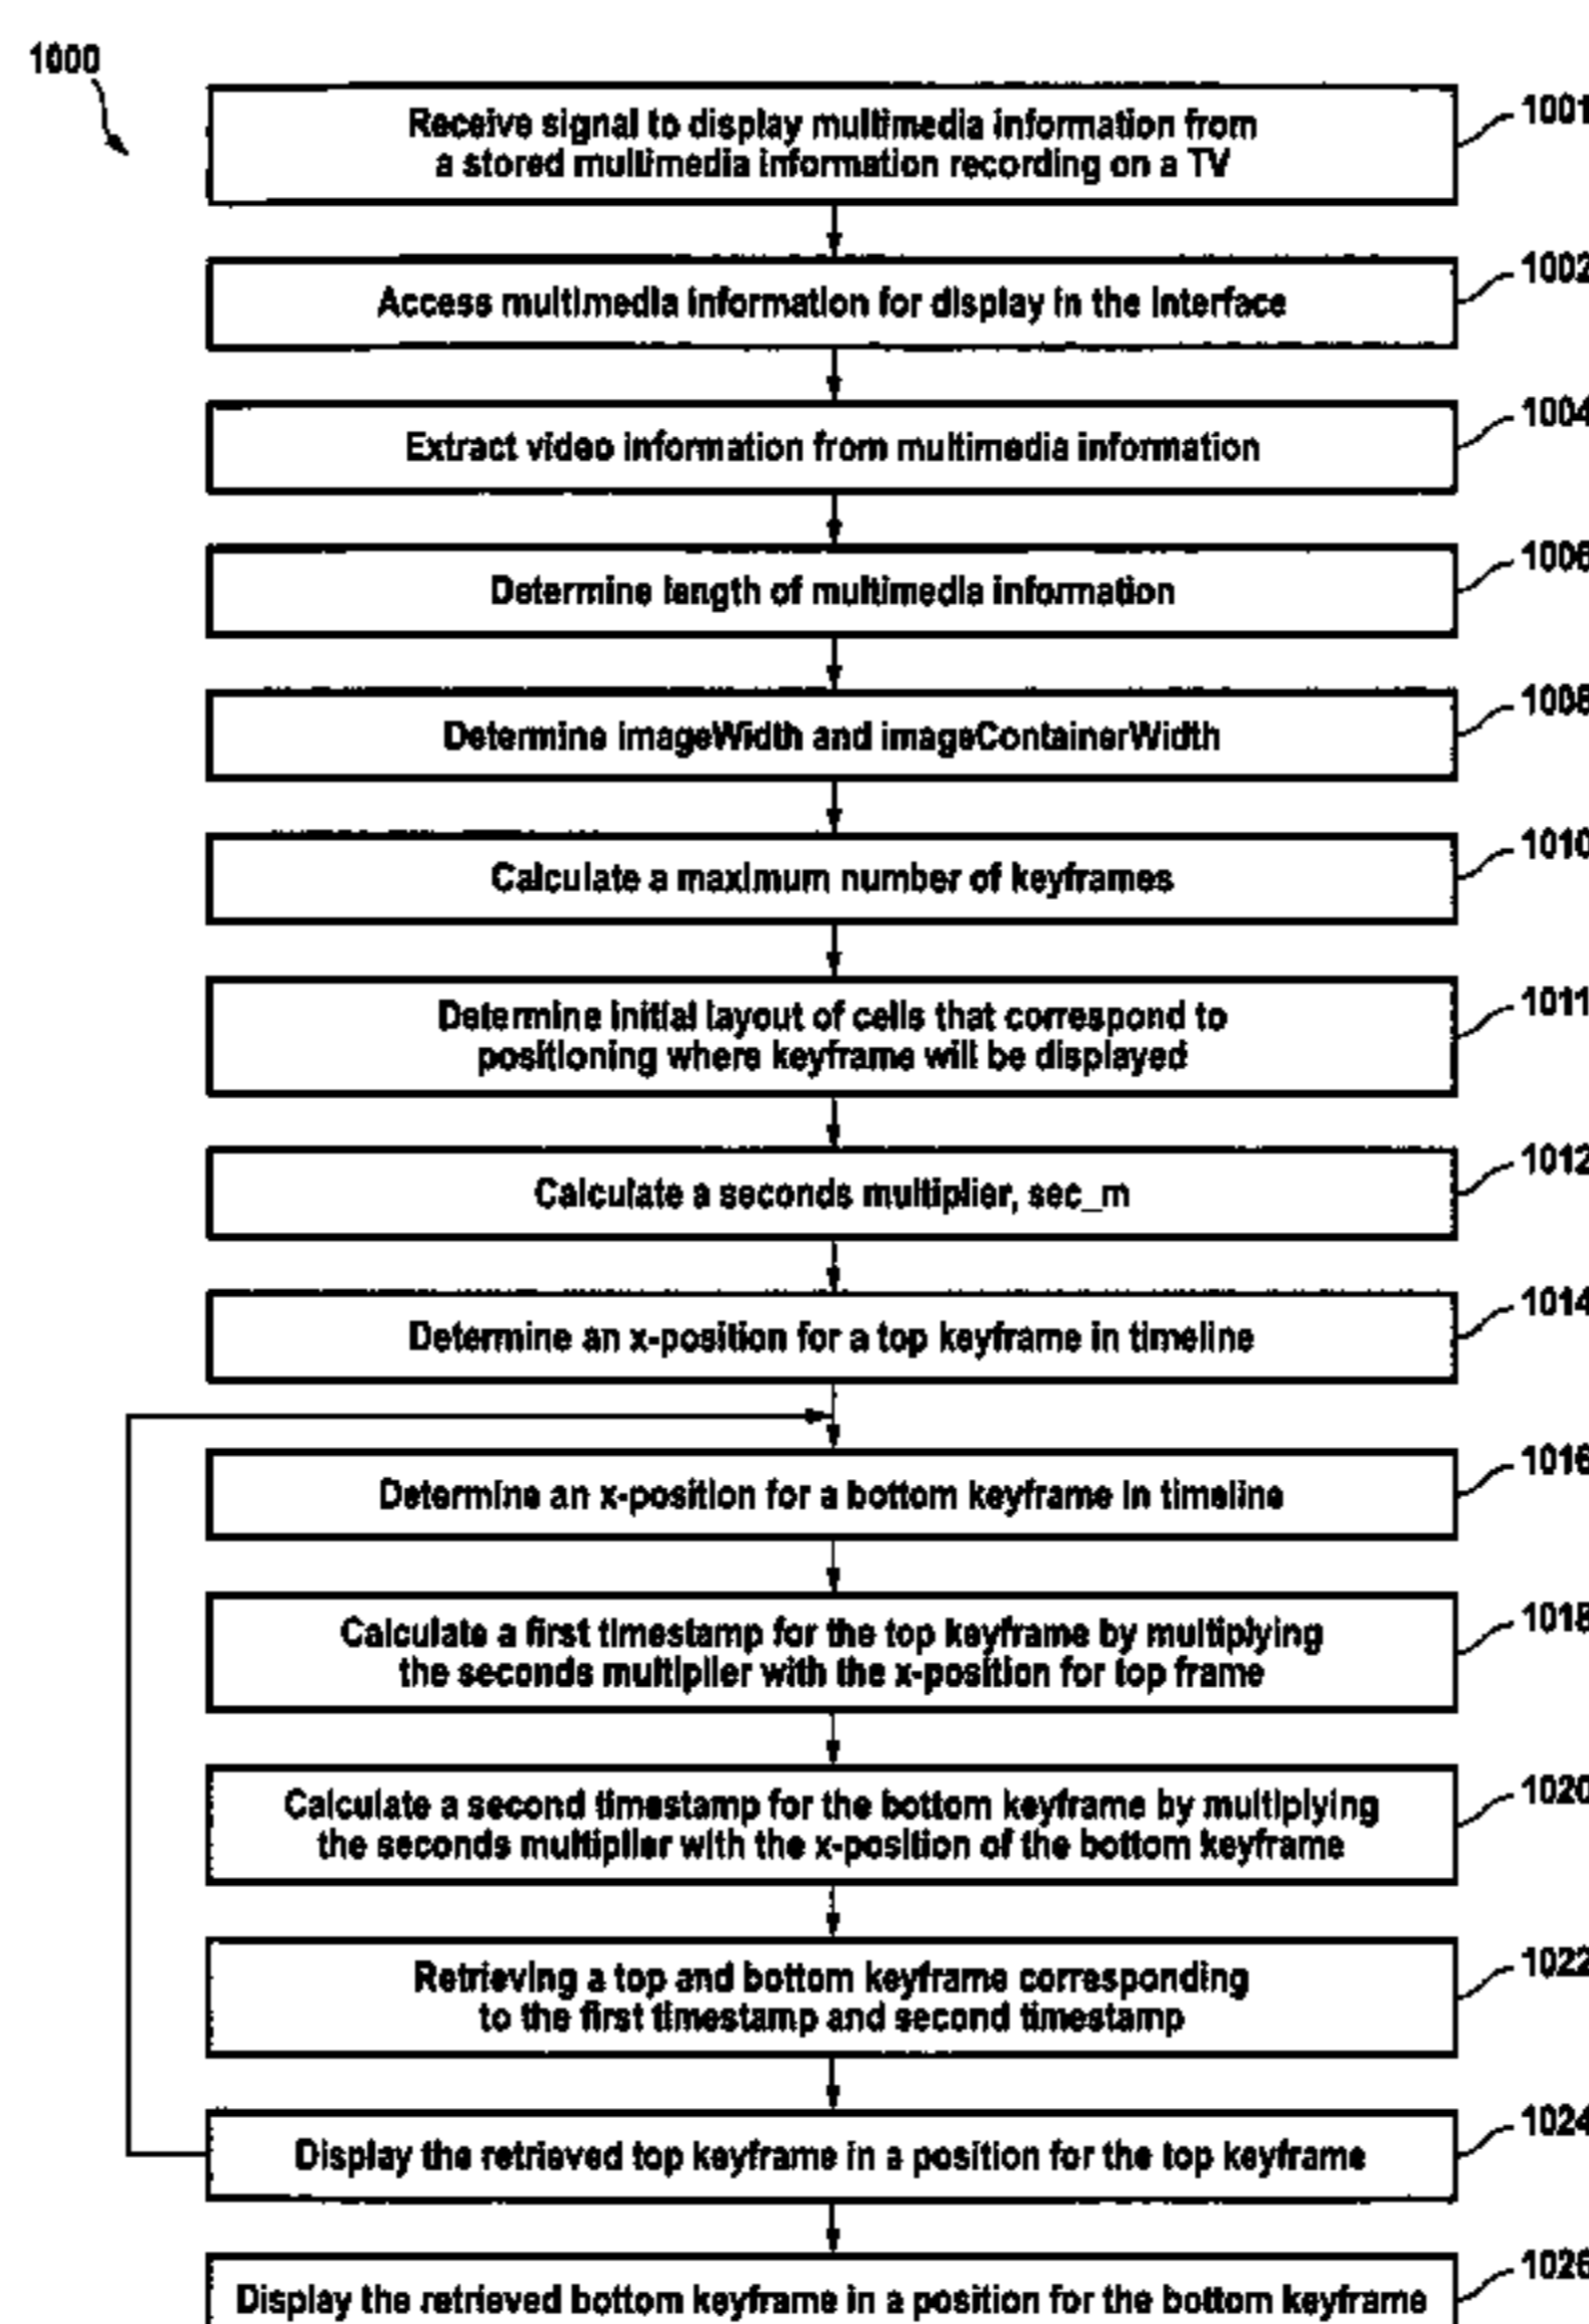 1000
Receive signal to display multimedia information from
a stored multimedia information recording on a TV
1001
Access multimedia information for display in the interface
1002
Extract video information from multimedia information
1004
Determine length of multimedia information
1006
Determine imageWidth and imageContainerWidth
1008
Calculate a maximum number of keyframes
1010
Determine initial layout of cells that correspond to
positioning where keyframe will be displayed
1011
Calculate a seconds multiplier, sec_m
1012
Determine an x-position for a top keyframe in timeline
1014
Determine an x-position for a bottom keyframe in timeline
1016
Calculate a first timestamp for the top keyframe by multiplying
the seconds multiplier with the x-position for top frame
1018
Calculate a second timestamp for the bottom keyframe by multiplying
the seconds multiplier with the x-position of the bottom keyframe
1020
Retrieving a top and bottom keyframe corresponding
to the first timestamp and second timestamp
1022
Display the retrieved top keyframe in a position for the top keyframe
1024
Display the retrieved bottom keyframe in a position for the bottom keyframe
1026